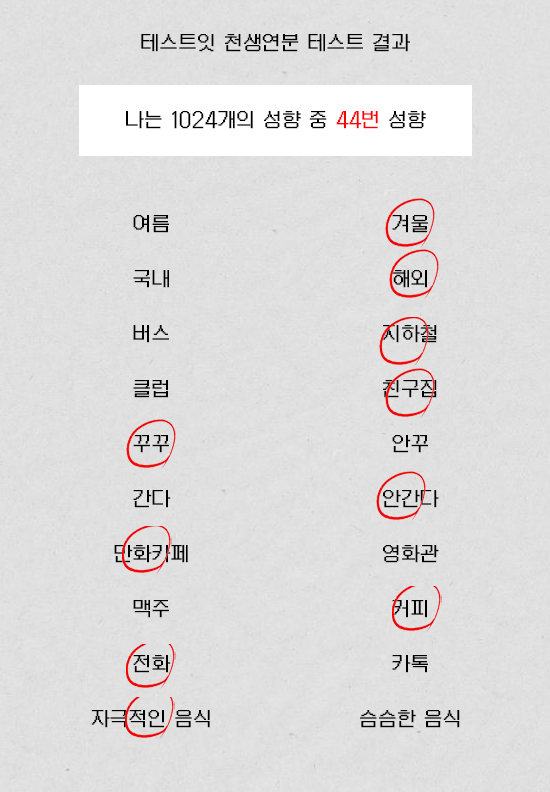 테스트잇 천생연분 테스트 결과
나는 1024개의 성향 중 44번 성향
여름 겨울
국내 해외
버스 지하철
클럽 친구집
꾸꾸 안꾸
간다 안간다
만화카페 영화관
맥주 커피
전화 카톡
자극적인 음식 슴슴한 음식